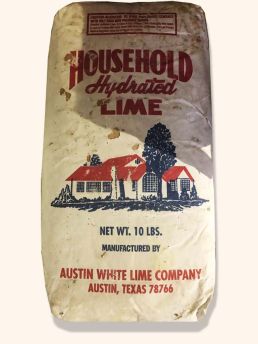 HOUSEHOLD
Hydrated
LIME
NET WT. 10 LBS.
MANUFACTURED BY
AUSTIN WHITE LIME COMPANY
AUSTIN, TEXAS 78766